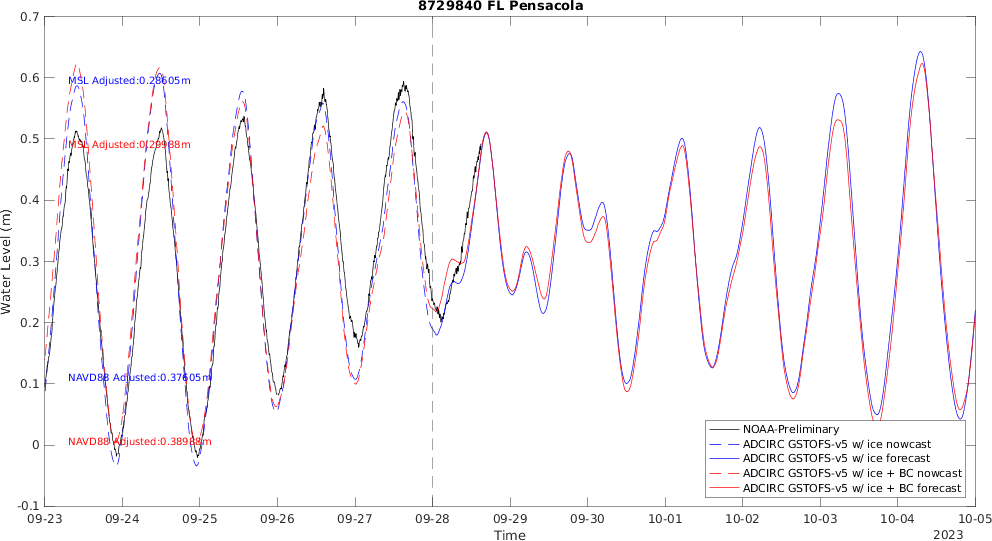 8729840 FL Pensacola
0.7
0.6
0.5
0.4
0.3
0.2
0.1
0
-0.1
Water Level (m)
MSL Adjusted:0.28605m
MSL Adjusted:0.29988m
NAVD88 Adjusted:0.37605m
NAVD88 Adjusted:0.38988m
NOAA-Preliminary
ADCIRC GSTOFS-v5 w/ ice nowcast
ADCIRC GSTOFS-v5 w/ ice forecast
ADCIRC GSTOFS-v5 w/ ice + BC nowcast
ADCIRC GSTOFS-v5 w/ ice + BC forecast
09-23 09-24 09-25 09-26 09-27 09-28 09-29 09-30 10-01 10-02 10-03 10-04 10-05
Time
2023